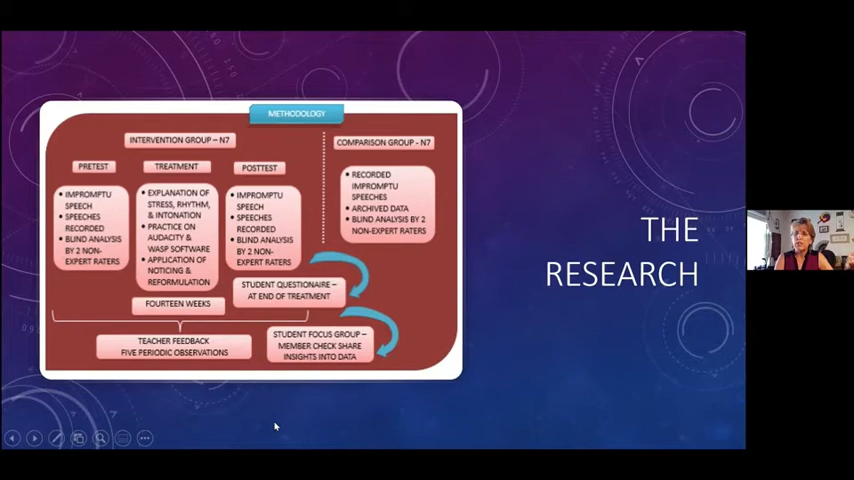 METHODOLOGY
INTERVENTION GROUP – N7
COMPARISON GROUP - N7
PRETEST
TREATMENT
POSTTEST
• IMPROMPTU
SPEECH
• SPEECHES
RECORDED
• BLIND ANALYSIS
BY 2 NON-
EXPERT RATERS
• EXPLANATION OF
STRESS, RHYTHM,
& INTONATION
• PRACTICE ON
AUDACITY &
WASP SOFTWARE
• APPLICATION OF
NOTICING &
REFORMULATION
• IMPROMPTU
SPEECH
• SPEECHES
RECORDED
• BLIND ANALYSIS
BY 2 NON-
EXPERT RATERS
• RECORDED
IMPROMPTU
SPEECHES
• ARCHIVED DATA
• BLIND ANALYSIS BY 2
NON-EXPERT RATERS
STUDENT QUESTIONAIRE –
AT END OF TREATMENT
FOURTEEN WEEKS
TEACHER FEEDBACK
FIVE PERIODIC OBSERVATIONS
STUDENT FOCUS GROUP –
MEMBER CHECK SHARE
INSIGHTS INTO DATA
THE
RESEARCH